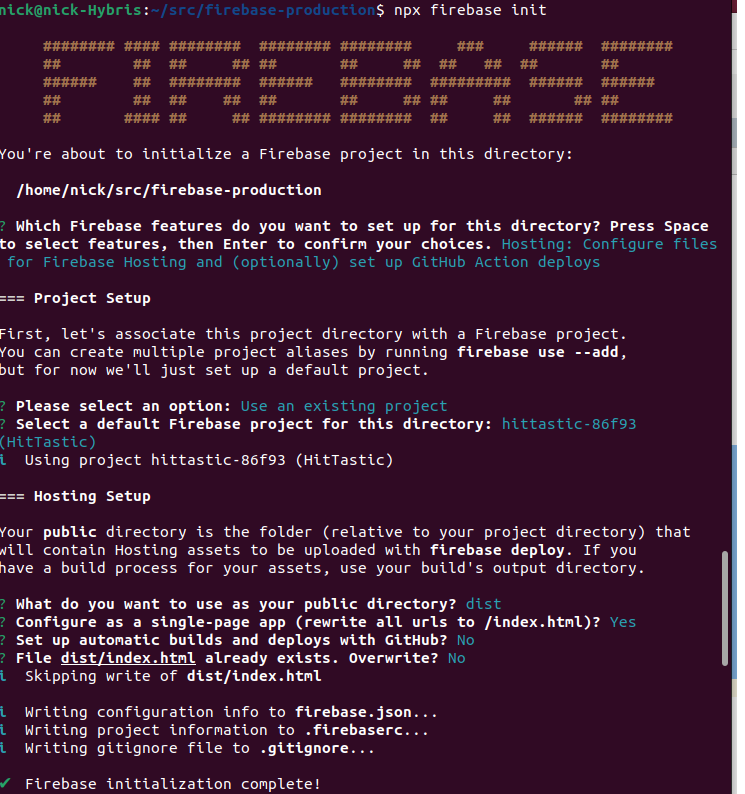 nick@nick-Hybris:~/src/firebase-production$ npx firebase init
     ######## #### ########  ######## ########     ###     ######  ########
     ##        ##  ##     ## ##       ##     ##  ##   ##  ##       ##
     ######    ##  ########  ######   ########  #########  ######  ######
     ##        ##  ##    ##  ##       ##     ## ##     ##       ## ##
     ##       #### ##     ## ######## ########  ##     ##  ######  ########
You're about to initialize a Firebase project in this directory:
/home/nick/src/firebase-production
? Which Firebase features do you want to set up for this directory? Press Space
to select features, then Enter to confirm your choices. Hosting: Configure files
for Firebase Hosting and (optionally) set up GitHub Action deploys
=== Project Setup
First, let's associate this project directory with a Firebase project.
You can create multiple project aliases by running firebase use --add,
but for now we'll just set up a default project.
? Please select an option: Use an existing project
? Select a default Firebase project for this directory: hittastic-86f93
(HitTastic)
i  Using project hittastic-86f93 (HitTastic)
=== Hosting Setup
Your public directory is the folder (relative to your project directory) that
will contain Hosting assets to be uploaded with firebase deploy. If you
have a build process for your assets, use your build's output directory.
? What do you want to use as your public directory? dist
? Configure as a single-page app (rewrite all urls to /index.html)? Yes
? Set up automatic builds and deploys with GitHub? No
? File dist/index.html already exists. Overwrite? No
i  Skipping write of dist/index.html
i  Writing configuration info to firebase.json...
i  Writing project information to .firebaserc...
i  Writing gitignore file to .gitignore...
✔  Firebase initialization complete!